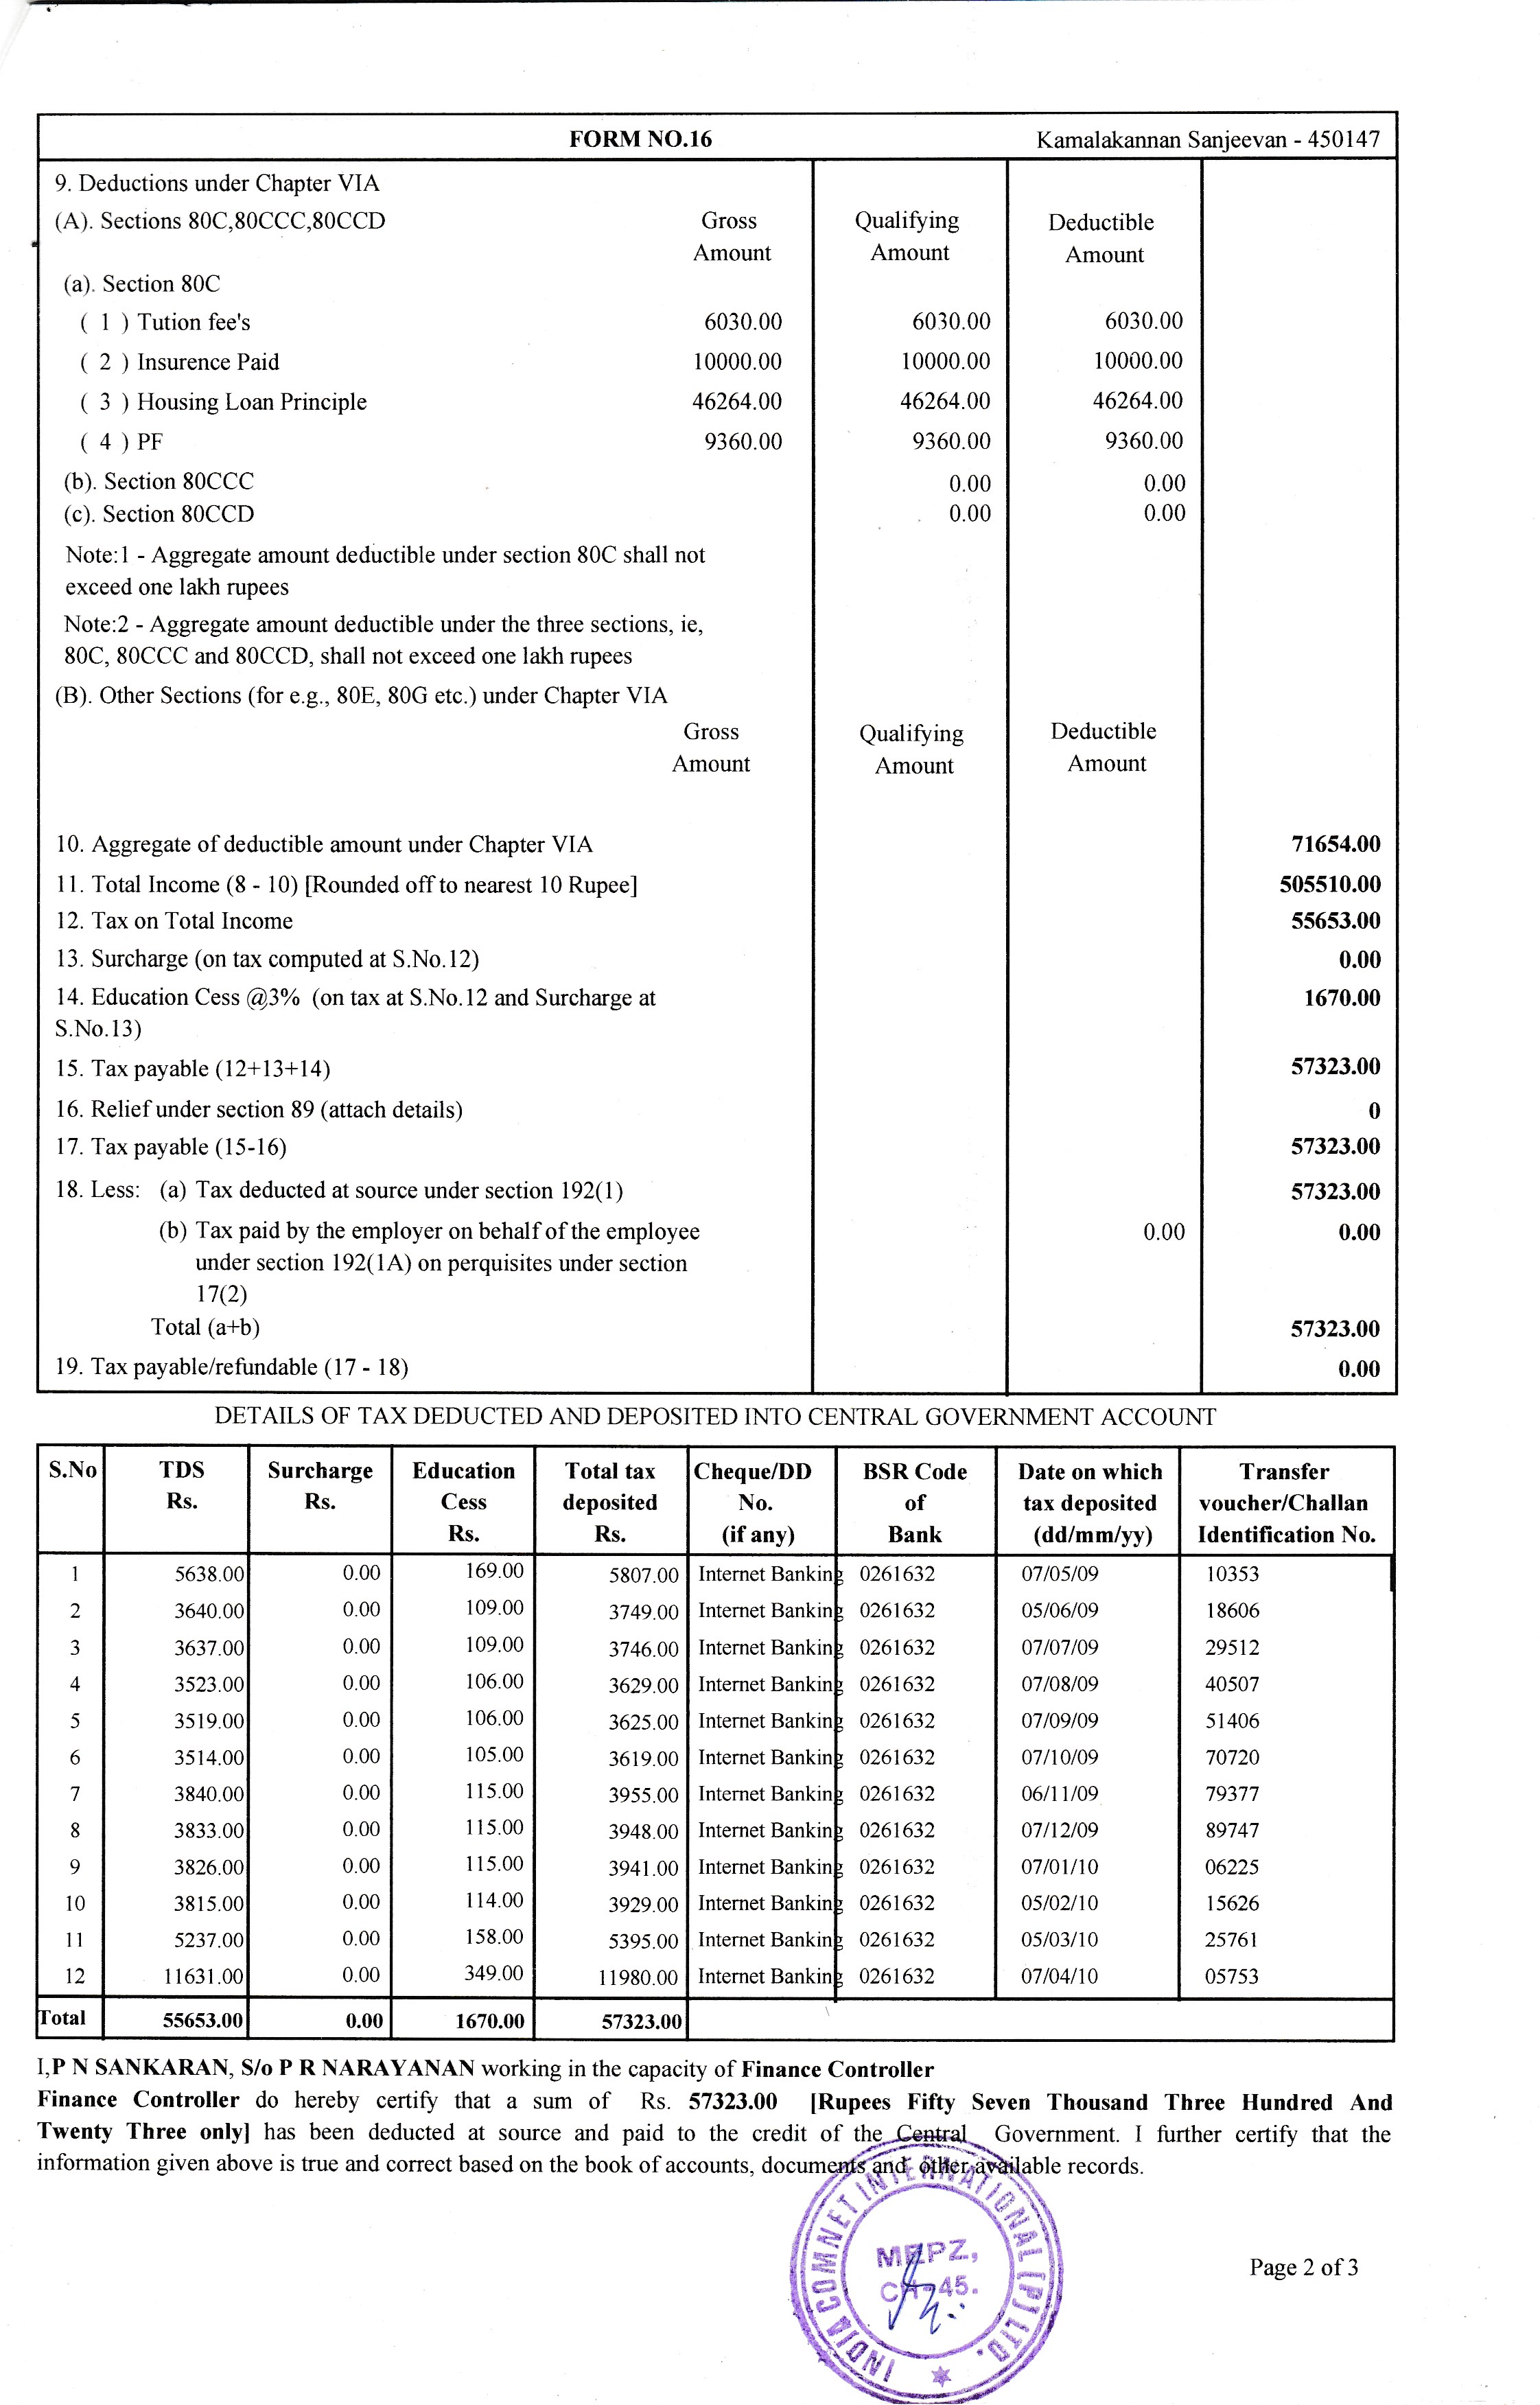 FORM NO.16 Kamalakannan Sanjeevan - 450147
9. Deductions under Chapter VIA
(A). Sections 80C,80CCC,80CCD Gross Qualifying Deductible
Amount Amount Amount
(a). Section 80C
( 1 ) Tution fee's 6030.00 6030.00 6030.00
( 2 ) Insurence Paid 10000.00 10000.00 10000.00
( 3 ) Housing Loan Principle 46264.00 46264.00 46264.00
( 4 ) PF 9360.00 9360.00 9360.00
(b). Section 80CCC 0.00 0.00
(c). Section 80CCD 0.00 0.00
Note:1 - Aggregate amount deductible under section 80C shall not
exceed one lakh rupees
Note:2 - Aggregate amount deductible under the three sections, ie,
80C, 80CCC and 80CCD, shall not exceed one lakh rupees
(B). Other Sections (for e.g., 80E, 80G etc.) under Chapter VIA
Gross Qualifying Deductible
Amount Amount Amount
10. Aggregate of deductible amount under Chapter VIA 71654.00
11. Total Income (8 - 10) [Rounded off to nearest 10 Rupee] 505510.00
12. Tax on Total Income 55653.00
13. Surcharge (on tax computed at S.No.12) 0.00
14. Education Cess @3% (on tax at S.No.12 and Surcharge at 1670.00
S.No.13)
15. Tax payable (12+13+14) 57323.00
16. Relief under section 89 (attach details) 0
17. Tax payable (15-16) 57323.00
18. Less: (a) Tax deducted at source under section 192(1) 57323.00
(b) Tax paid by the employer on behalf of the employee 0.00 0.00
under section 192(1A) on perquisites under section
17(2)
Total (a+b) 57323.00
19. Tax payable/refundable (17 - 18) 0.00
DETAILS OF TAX DEDUCTED AND DEPOSITED INTO CENTRAL GOVERNMENT ACCOUNT
S.No TDS Surcharge Education Total tax Cheque/DD BSR Code Date on which Transfer
Rs. Rs. Cess deposited No. of tax deposited voucher/Challan
Rs. Rs. (if any) Bank (dd/mm/yy) Identification No.
1 5638.00 0.00 169.00 5807.00 Internet Banking 0261632 07/05/09 10353
2 3640.00 0.00 109.00 3749.00 Internet Banking 0261632 05/06/09 18606
3 3637.00 0.00 109.00 3746.00 Internet Banking 0261632 07/07/09 29512
4 3523.00 0.00 106.00 3629.00 Internet Banking 0261632 07/08/09 40507
5 3519.00 0.00 106.00 3625.00 Internet Banking 0261632 07/09/09 51406
6 3514.00 0.00 105.00 3619.00 Internet Banking 0261632 07/10/09 70720
7 3840.00 0.00 115.00 3955.00 Internet Banking 0261632 06/11/09 79377
8 3833.00 0.00 115.00 3948.00 Internet Banking 0261632 07/12/09 89747
9 3826.00 0.00 115.00 3941.00 Internet Banking 0261632 07/01/10 06225
10 3815.00 0.00 114.00 3929.00 Internet Banking 0261632 05/02/10 15626
11 5237.00 0.00 158.00 5395.00 Internet Banking 0261632 05/03/10 25761
12 11631.00 0.00 349.00 11980.00 Internet Banking 0261632 07/04/10 05753
Total 55653.00 0.00 1670.00 57323.00
I,P N SANKARAN, S/o P R NARAYANAN working in the capacity of Finance Controller
Finance Controller do hereby certify that a sum of Rs. 57323.00 [Rupees Fifty Seven Thousand Three Hundred And
Twenty Three only] has been deducted at source and paid to the credit of the Central Government. I further certify that the
information given above is true and correct based on the book of accounts, documents and other available records.
INDIA COMNET INTERNATIONAL (P) LTD.
MEPZ,
CH-45.
Page 2 of 3